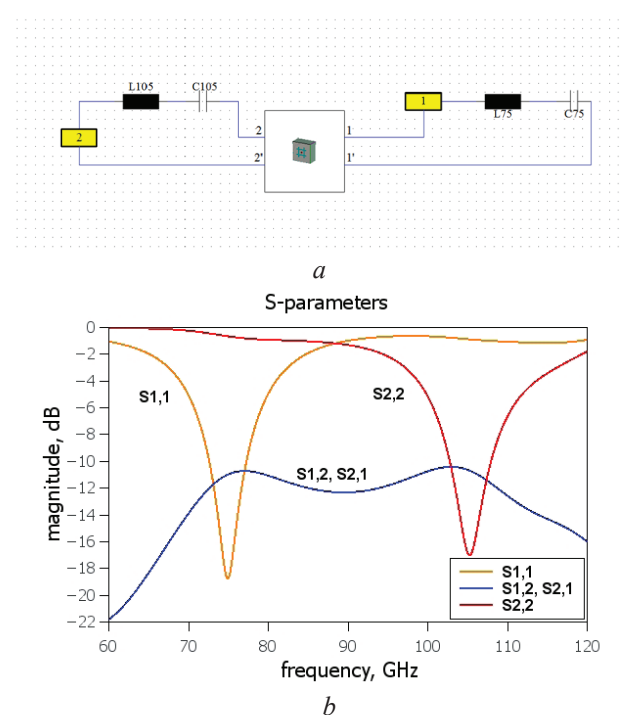 L105 C105
1
2
L75 C75
2 1
2' 1'
a
S-parameters
magnitude, dB
0
−2
−4
−6
−8
−10
−12
−14
−16
−18
−20
−22
S1,1
S2,2
S1,2, S2,1
S1,1
S1,2, S2,1
S2,2
60 70 80 90 100 110 120
frequency, GHz
b